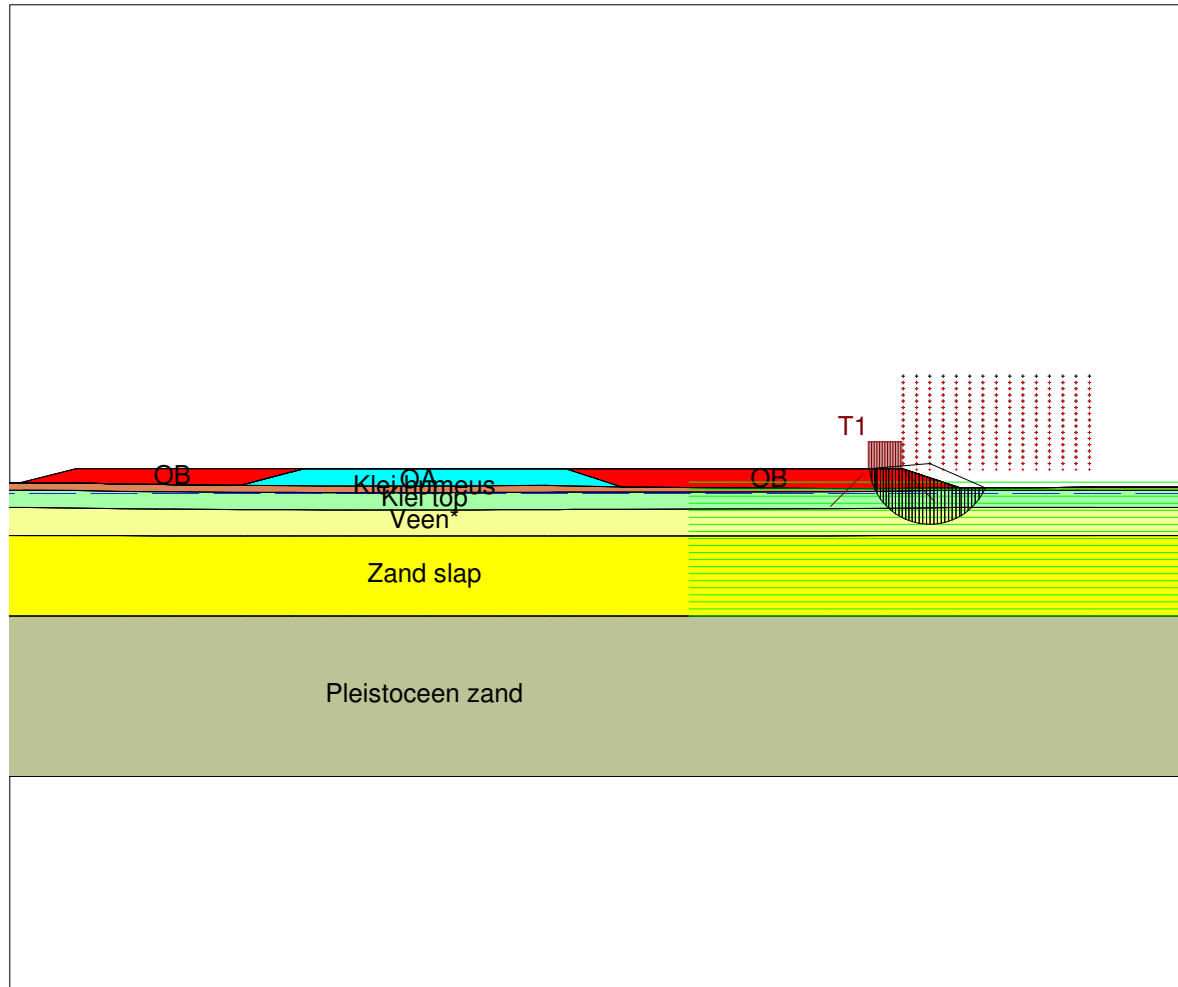 T1
OB
OA
OB
Klei humeus
Klei top
Veen*
Zand slap
Pleistoceen zand